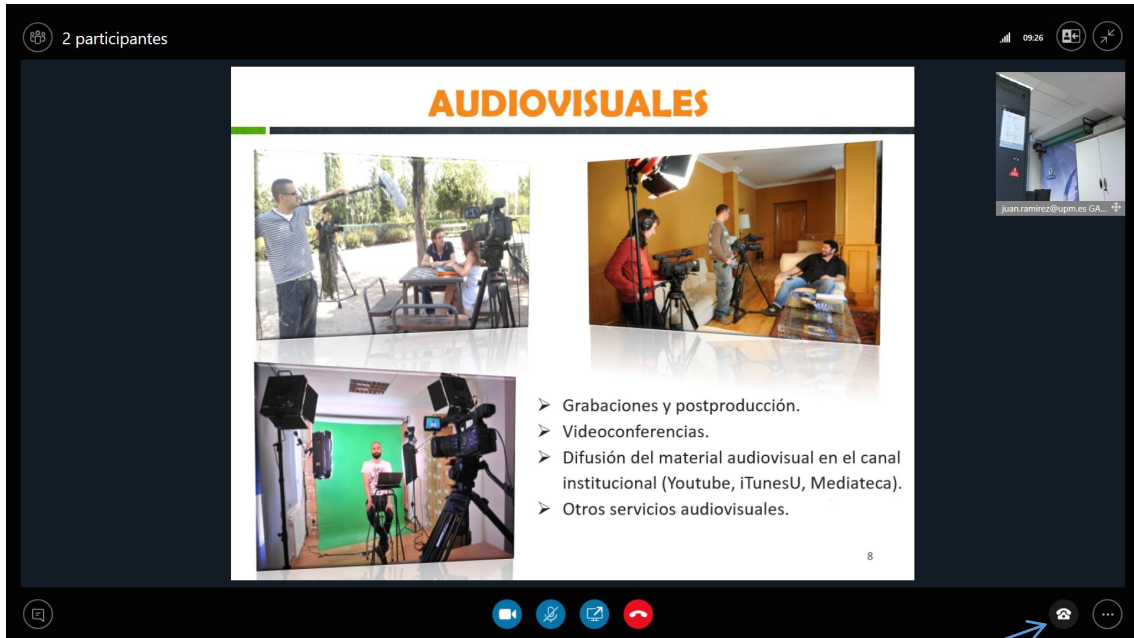 2 participantes
09:26
AUDIOVISUALES
juan.ramirez@upm.es GA...
➢ Grabaciones y postproducción.
➢ Videoconferencias.
➢ Difusión del material audiovisual en el canal
institucional (Youtube, iTunesU, Mediateca).
➢ Otros servicios audiovisuales.
8